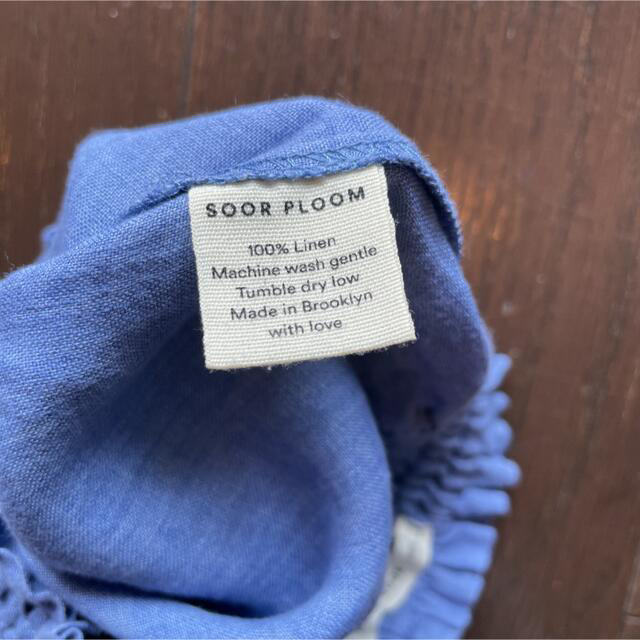 SOOR PLOOM
100% Linen
Machine wash gentle
Tumble dry low
Made in Brooklyn
with love